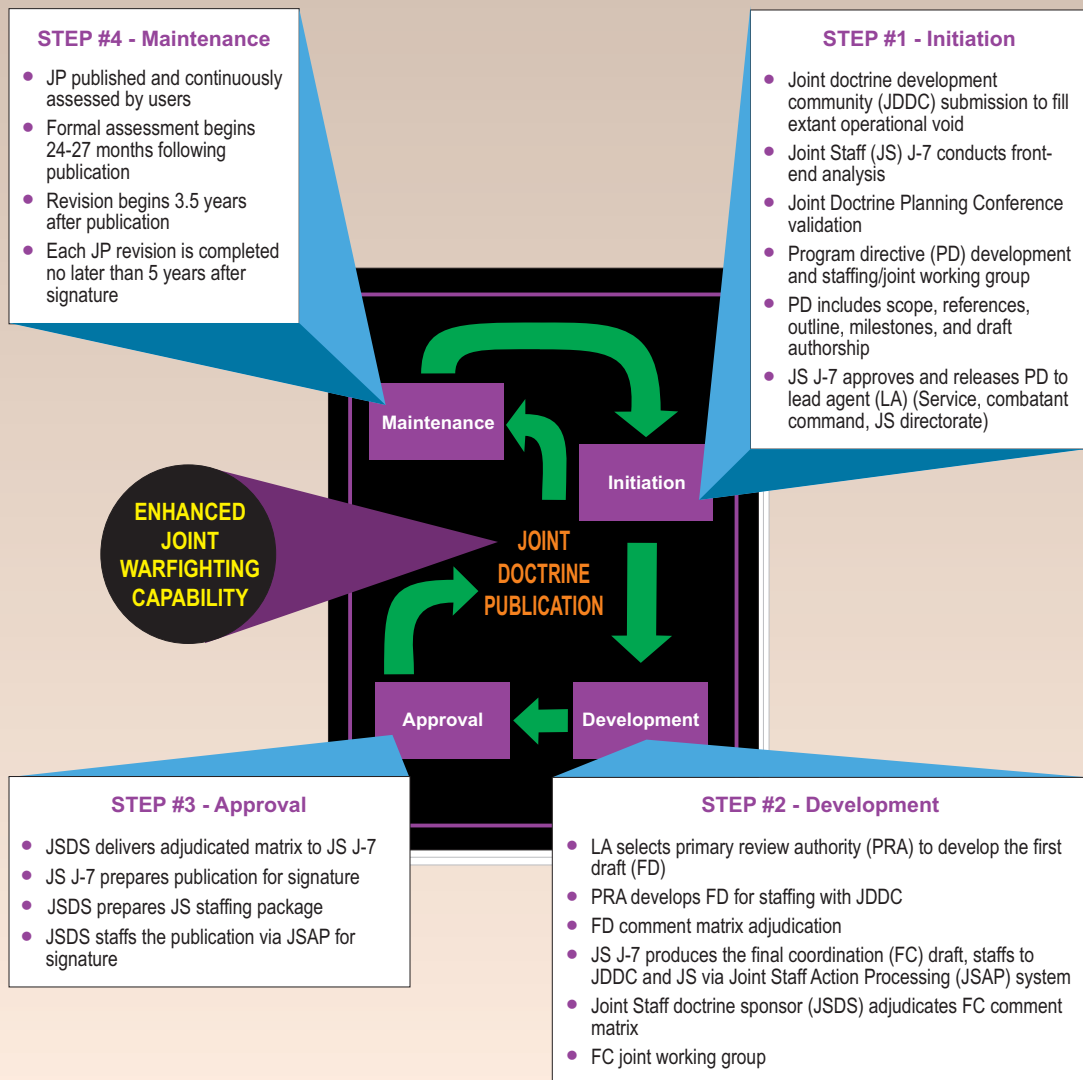 STEP #4 - Maintenance
• JP published and continuously
assessed by users
• Formal assessment begins
24-27 months following
publication
• Revision begins 3.5 years
after publication
• Each JP revision is completed
no later than 5 years after
signature
STEP #1 - Initiation
• Joint doctrine development
community (JDDC) submission to fill
extant operational void
• Joint Staff (JS) J-7 conducts front-
end analysis
• Joint Doctrine Planning Conference
validation
• Program directive (PD) development
and staffing/joint working group
• PD includes scope, references,
outline, milestones, and draft
authorship
• JS J-7 approves and releases PD to
lead agent (LA) (Service, combatant
command, JS directorate)
Maintenance
Initiation
ENHANCED
JOINT
WARFIGHTING
CAPABILITY
JOINT
DOCTRINE
PUBLICATION
Approval
Development
STEP #3 - Approval
• JSDS delivers adjudicated matrix to JS J-7
• JS J-7 prepares publication for signature
• JSDS prepares JS staffing package
• JSDS staffs the publication via JSAP for
signature
STEP #2 - Development
• LA selects primary review authority (PRA) to develop the first
draft (FD)
• PRA develops FD for staffing with JDDC
• FD comment matrix adjudication
• JS J-7 produces the final coordination (FC) draft, staffs to
JDDC and JS via Joint Staff Action Processing (JSAP) system
• Joint Staff doctrine sponsor (JSDS) adjudicates FC comment
matrix
• FC joint working group